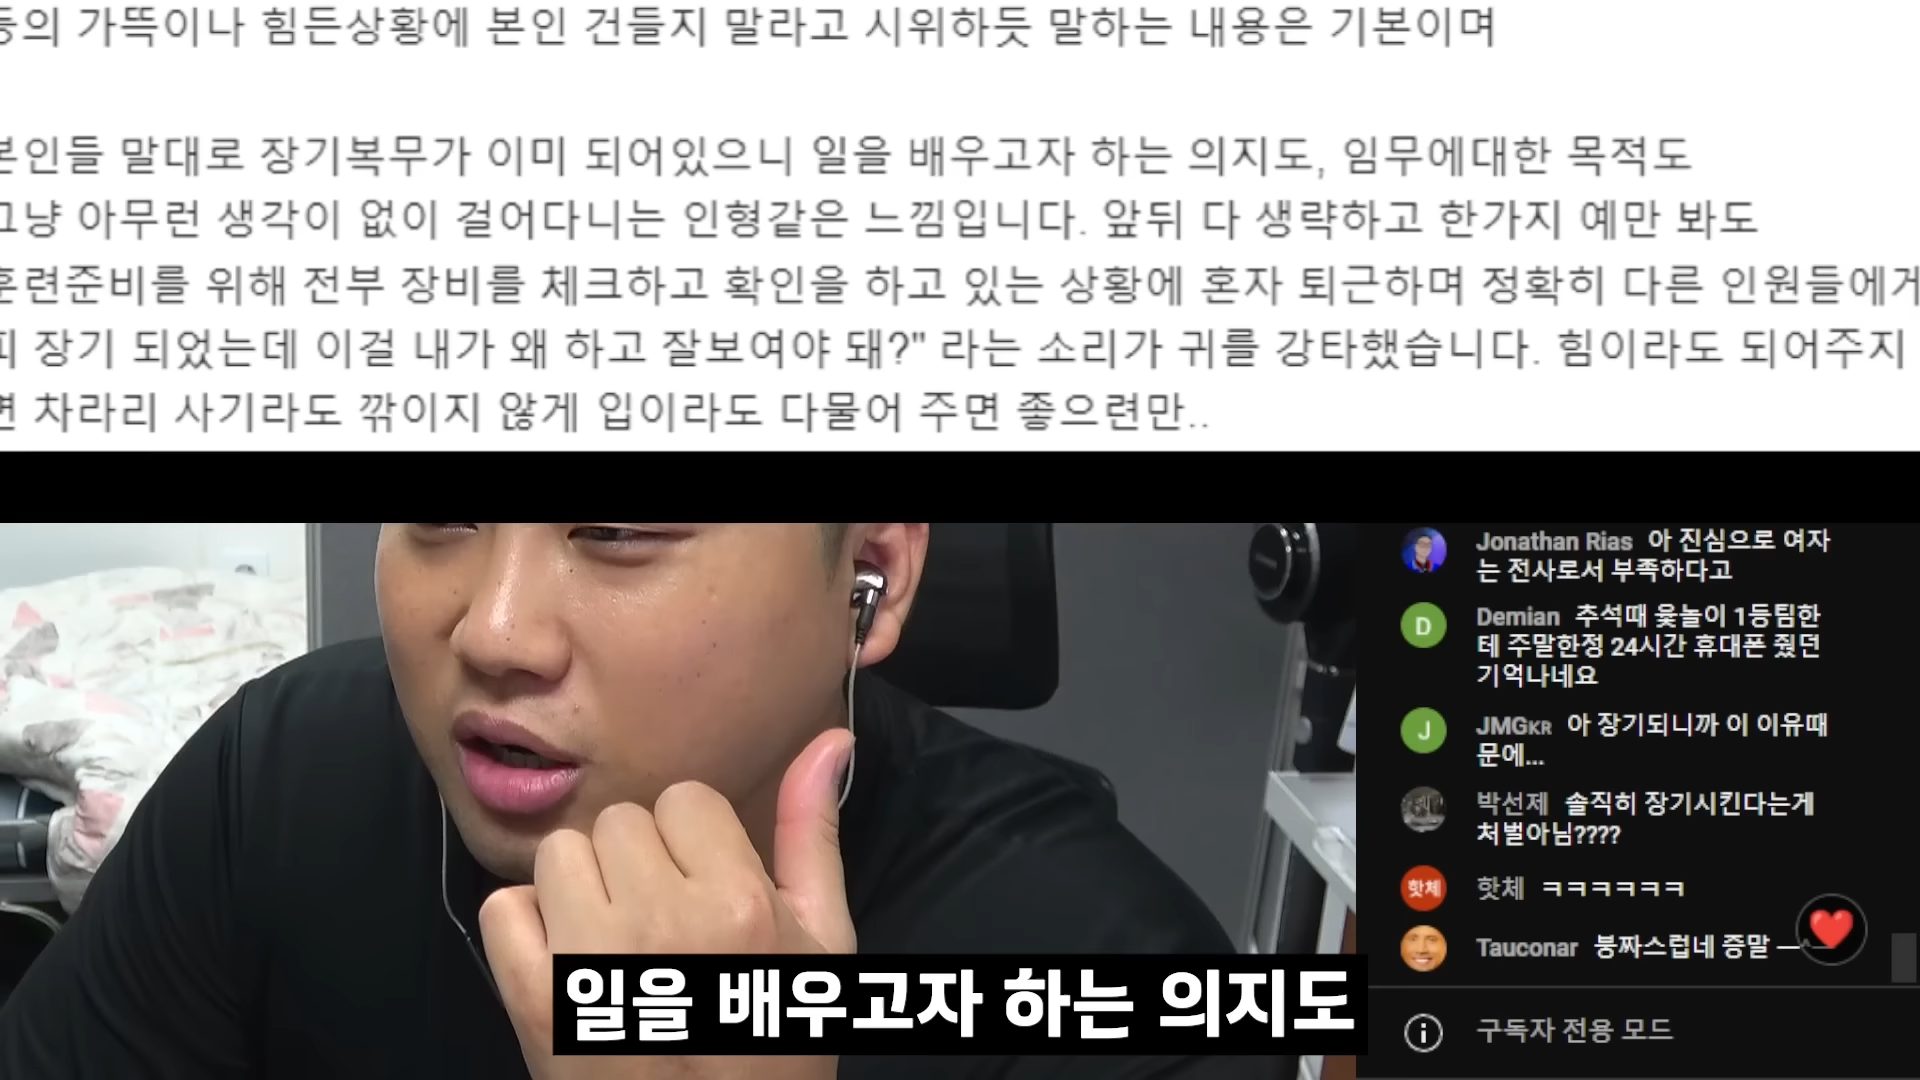 등의 가뜩이나 힘든상황에 본인 건들지 말라고 시위하듯 말하는 내용은 기본이며
본인들 말대로 장기복무가 이미 되어있으니 일을 배우고자 하는 의지도, 임무에대한 목적도
그냥 아무런 생각이 없이 걸어다니는 인형같은 느낌입니다. 앞뒤 다 생략하고 한가지 예만 봐도
훈련준비를 위해 전부 장비를 체크하고 확인을 하고 있는 상황에 혼자 퇴근하며 정확히 다른 인원들에게
장기 되었는데 이걸 내가 왜 하고 잘보여야 돼?" 라는 소리가 귀를 강타했습니다. 힘이라도 되어주지
차라리 사기라도 깎이지 않게 입이라도 다물어 주면 좋으련만..
Jonathan Rias 아 진심으로 여자
는 전사로서 부족하다고
D
Demian 추석때 윷놀이 1등팀한
테 주말한정 24시간 휴대폰 줬던
기억나네요
J
JMGKR 아 장기되니까 이 이유때
문에...
박선제 솔직히 장기시킨다는게
처벌아님????
핫체
핫체 ㅋㅋㅋㅋㅋㅋ
Tauconar 붕짜스럽네 증말
일을 배우고자 하는 의지도
구독자 전용 모드